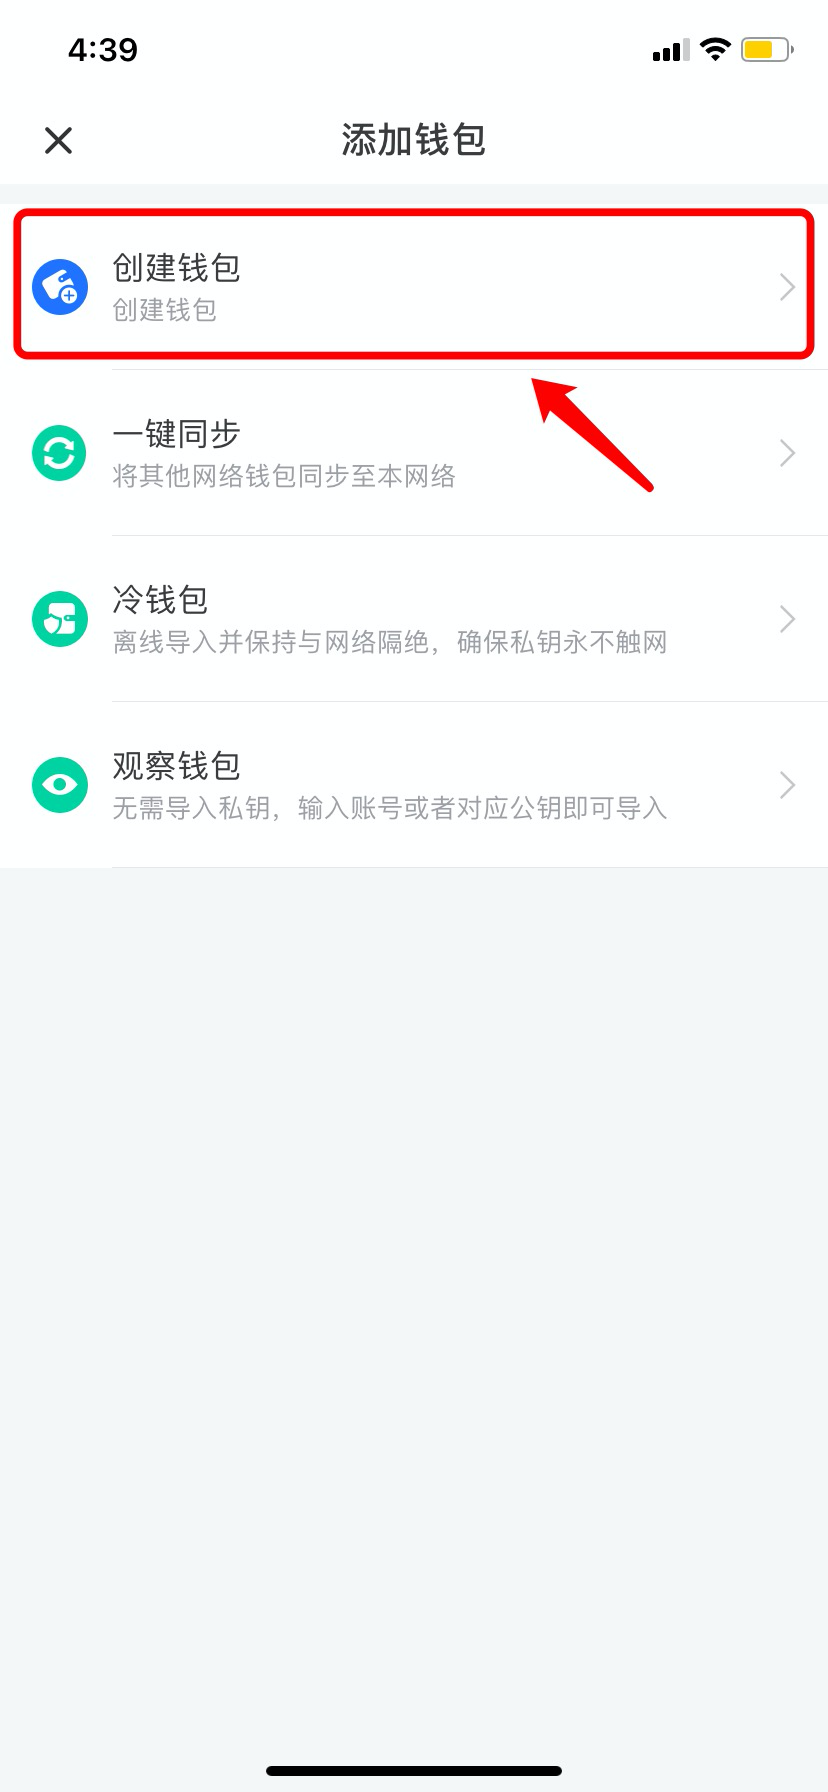 4:39
添加钱包
创建钱包
创建钱包
一键同步
将其他网络钱包同步至本网络
冷钱包
离线导入并保持与网络隔绝，确保私钥永不触网
观察钱包
无需导入私钥，输入账号或者对应公钥即可导入